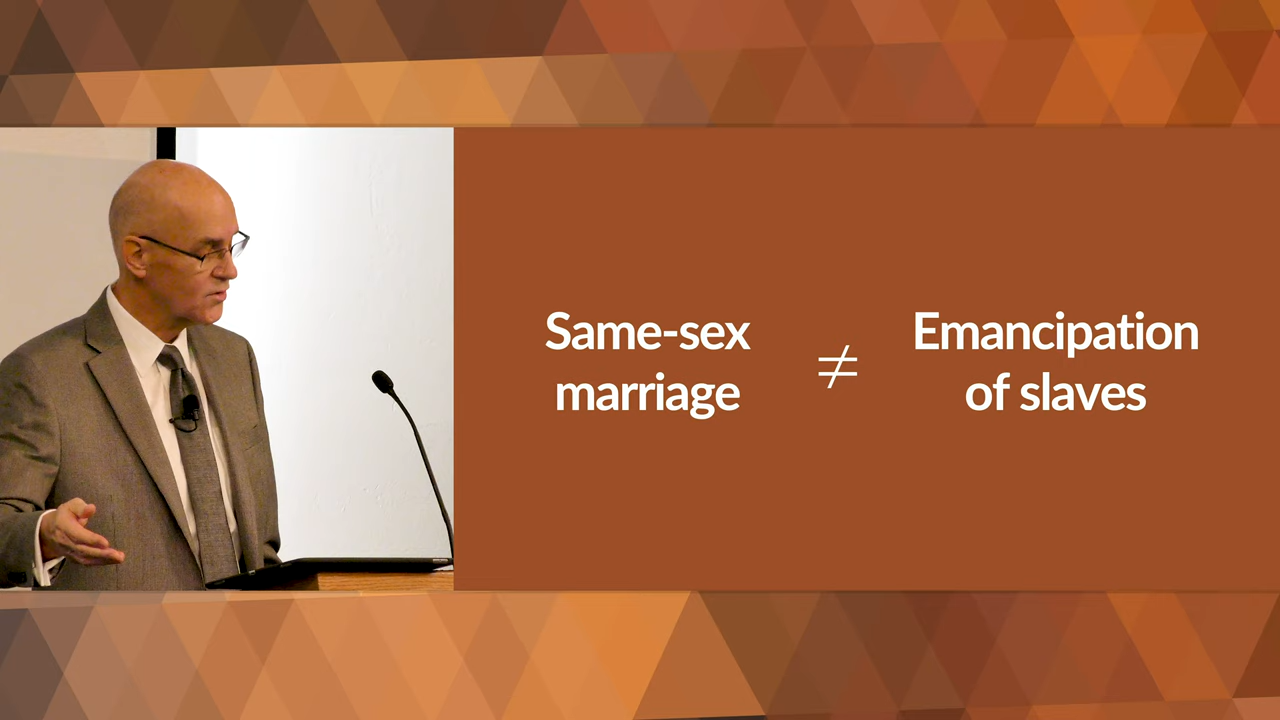 Same-sex
marriage
≠
Emancipation
of slaves